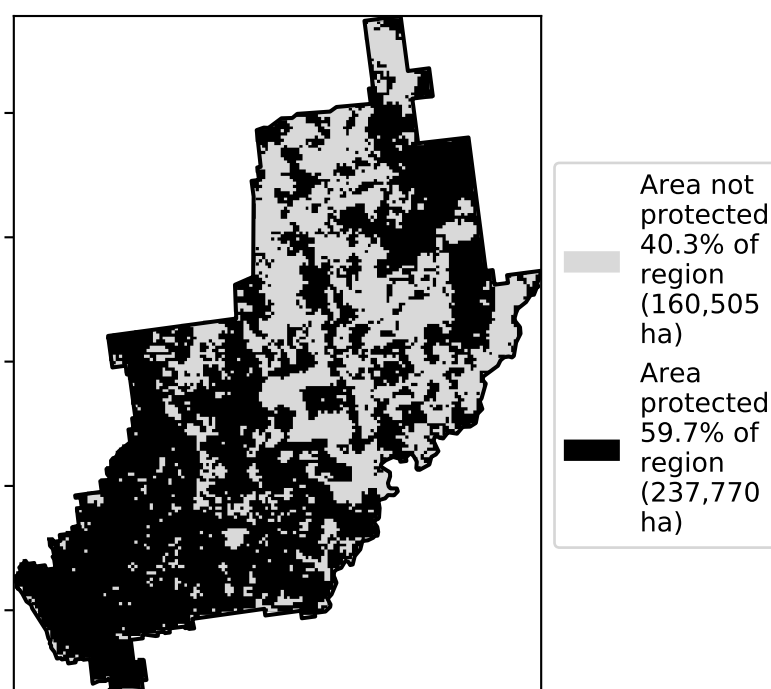 Area not
protected
40.3% of
region
(160,505
ha)
Area
protected
59.7% of
region
(237,770
ha)